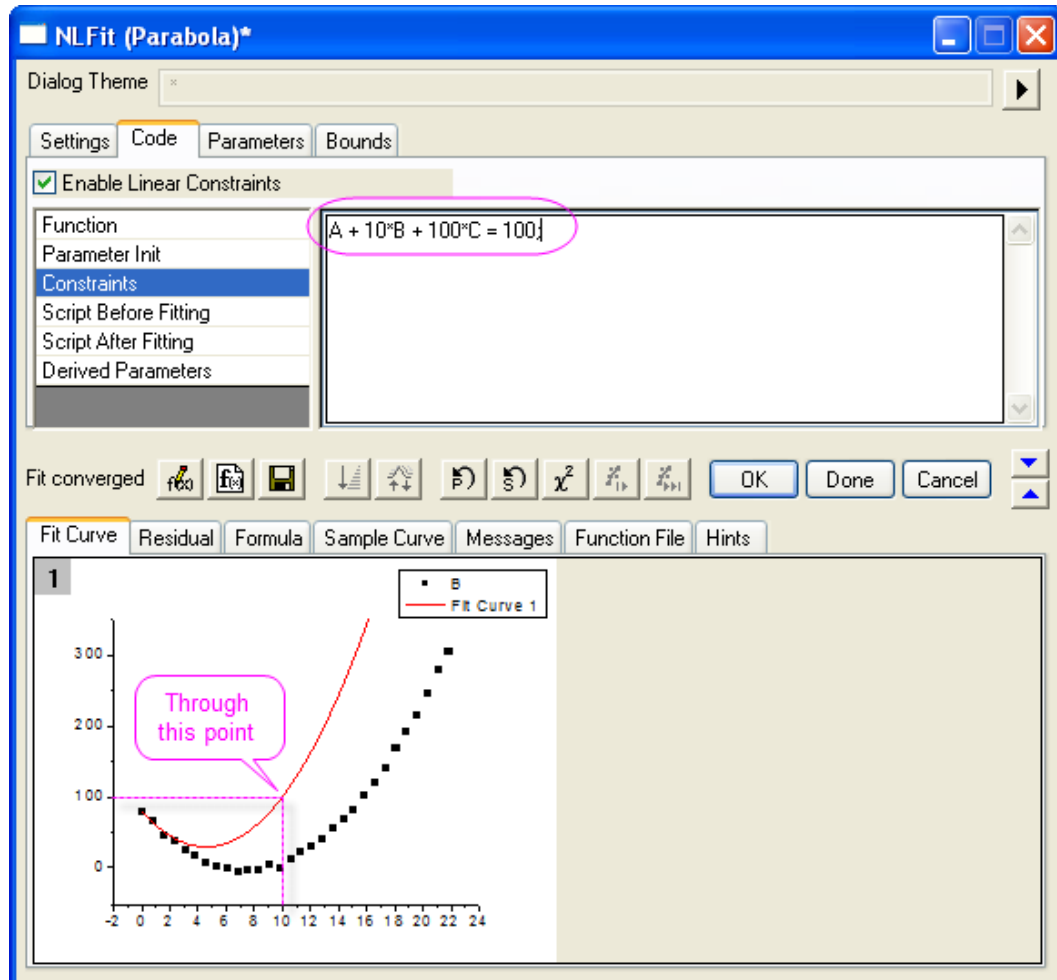 NLFit (Parabola)*
Dialog Theme
*
Settings Code Parameters Bounds
Enable Linear Constraints
Function
Parameter Init
Constraints
Script Before Fitting
Script After Fitting
Derived Parameters
A + 10*B + 100*C = 100;
Fit converged
f(x)
P
S
χ²
OK Done Cancel
Fit Curve Residual Formula Sample Curve Messages Function File Hints
1
B
Fit Curve 1
300
200
100
0
Through
this point
-2 0 2 4 6 8 10 12 14 16 18 20 22 24